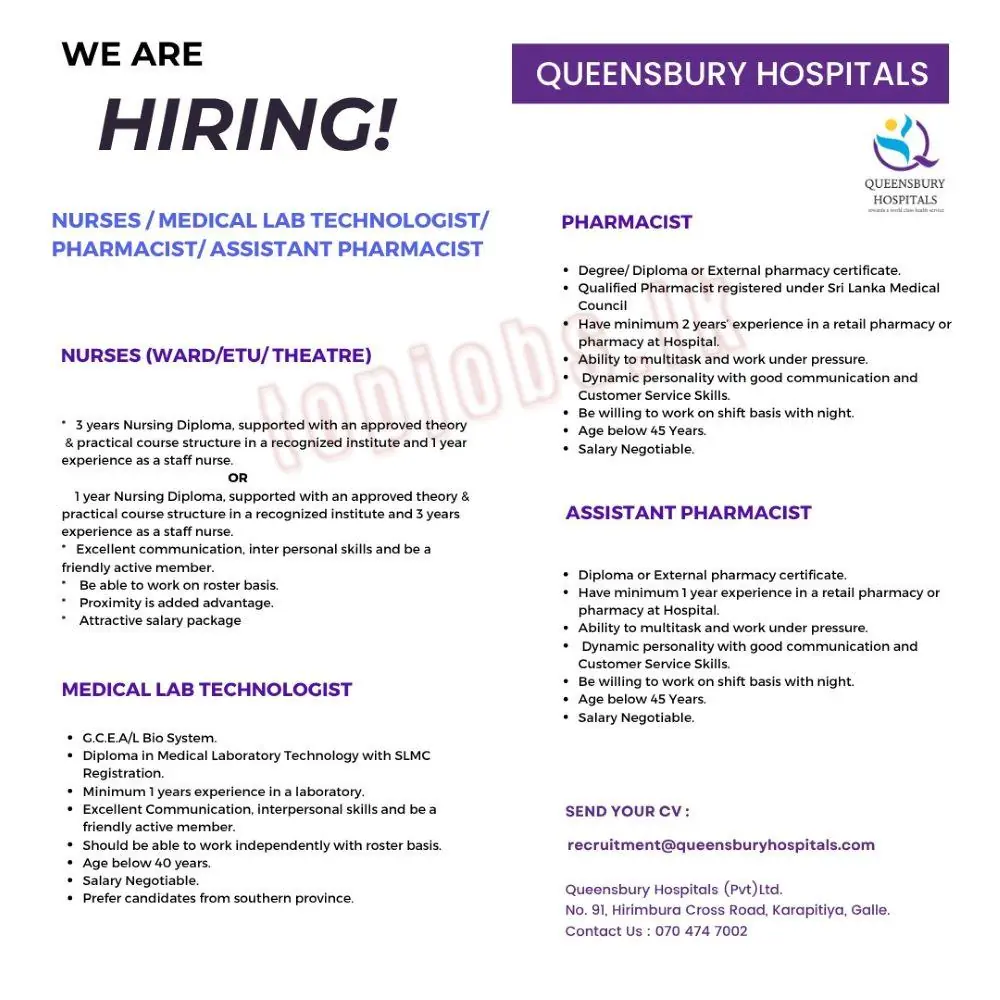 WE ARE
HIRING!
QUEENSBURY HOSPITALS
QUEENSBURY
HOSPITALS
towards a world class health service
NURSES / MEDICAL LAB TECHNOLOGIST/
PHARMACIST/ ASSISTANT PHARMACIST
NURSES (WARD/ETU/ THEATRE)
* 3 years Nursing Diploma, supported with an approved theory
& practical course structure in a recognized institute and 1 year
experience as a staff nurse.
OR
1 year Nursing Diploma, supported with an approved theory &
practical course structure in a recognized institute and 3 years
experience as a staff nurse.
* Excellent communication, inter personal skills and be a
friendly active member.
* Be able to work on roster basis.
* Proximity is added advantage.
* Attractive salary package
MEDICAL LAB TECHNOLOGIST
• G.C.E.A/L Bio System.
• Diploma in Medical Laboratory Technology with SLMC
Registration.
• Minimum 1 years experience in a laboratory.
• Excellent Communication, interpersonal skills and be a
friendly active member.
• Should be able to work independently with roster basis.
• Age below 40 years.
• Salary Negotiable.
• Prefer candidates from southern province.
PHARMACIST
• Degree/ Diploma or External pharmacy certificate.
• Qualified Pharmacist registered under Sri Lanka Medical
Council
• Have minimum 2 years' experience in a retail pharmacy or
pharmacy at Hospital.
• Ability to multitask and work under pressure.
• Dynamic personality with good communication and
Customer Service Skills.
• Be willing to work on shift basis with night.
• Age below 45 Years.
• Salary Negotiable.
ASSISTANT PHARMACIST
• Diploma or External pharmacy certificate.
• Have minimum 1 year experience in a retail pharmacy or
pharmacy at Hospital.
• Ability to multitask and work under pressure.
• Dynamic personality with good communication and
Customer Service Skills.
• Be willing to work on shift basis with night.
• Age below 45 Years.
• Salary Negotiable.
SEND YOUR CV :
recruitment@queensburyhospitals.com
Queensbury Hospitals (Pvt)Ltd.
No. 91, Hirimbura Cross Road, Karapitiya, Galle.
Contact Us : 070 474 7002
topjobs.lk